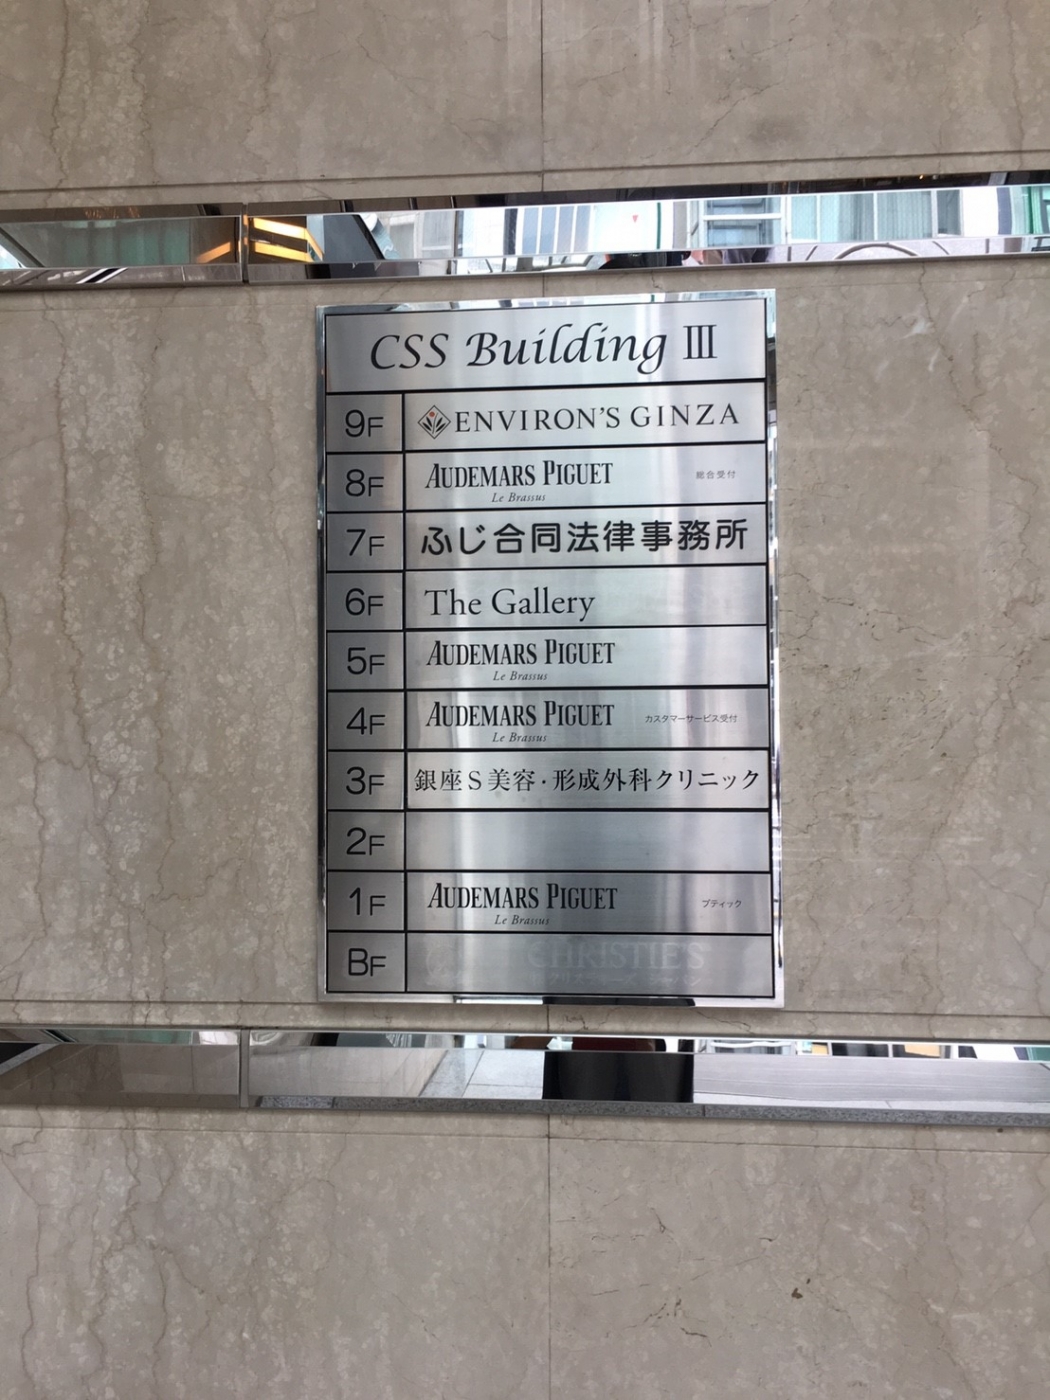 CSS Building Ⅲ
9F ENVIRON'S GINZA
8F AUDEMARS PIGUET 総合受付
Le Brassus
7F ふじ合同法律事務所
6F The Gallery
5F AUDEMARS PIGUET
Le Brassus
4F AUDEMARS PIGUET カスタマーサービス受付
Le Brassus
3F 銀座S美容・形成外科クリニック
2F
1F AUDEMARS PIGUET ブティック
Le Brassus
BF CHRISTIE'S